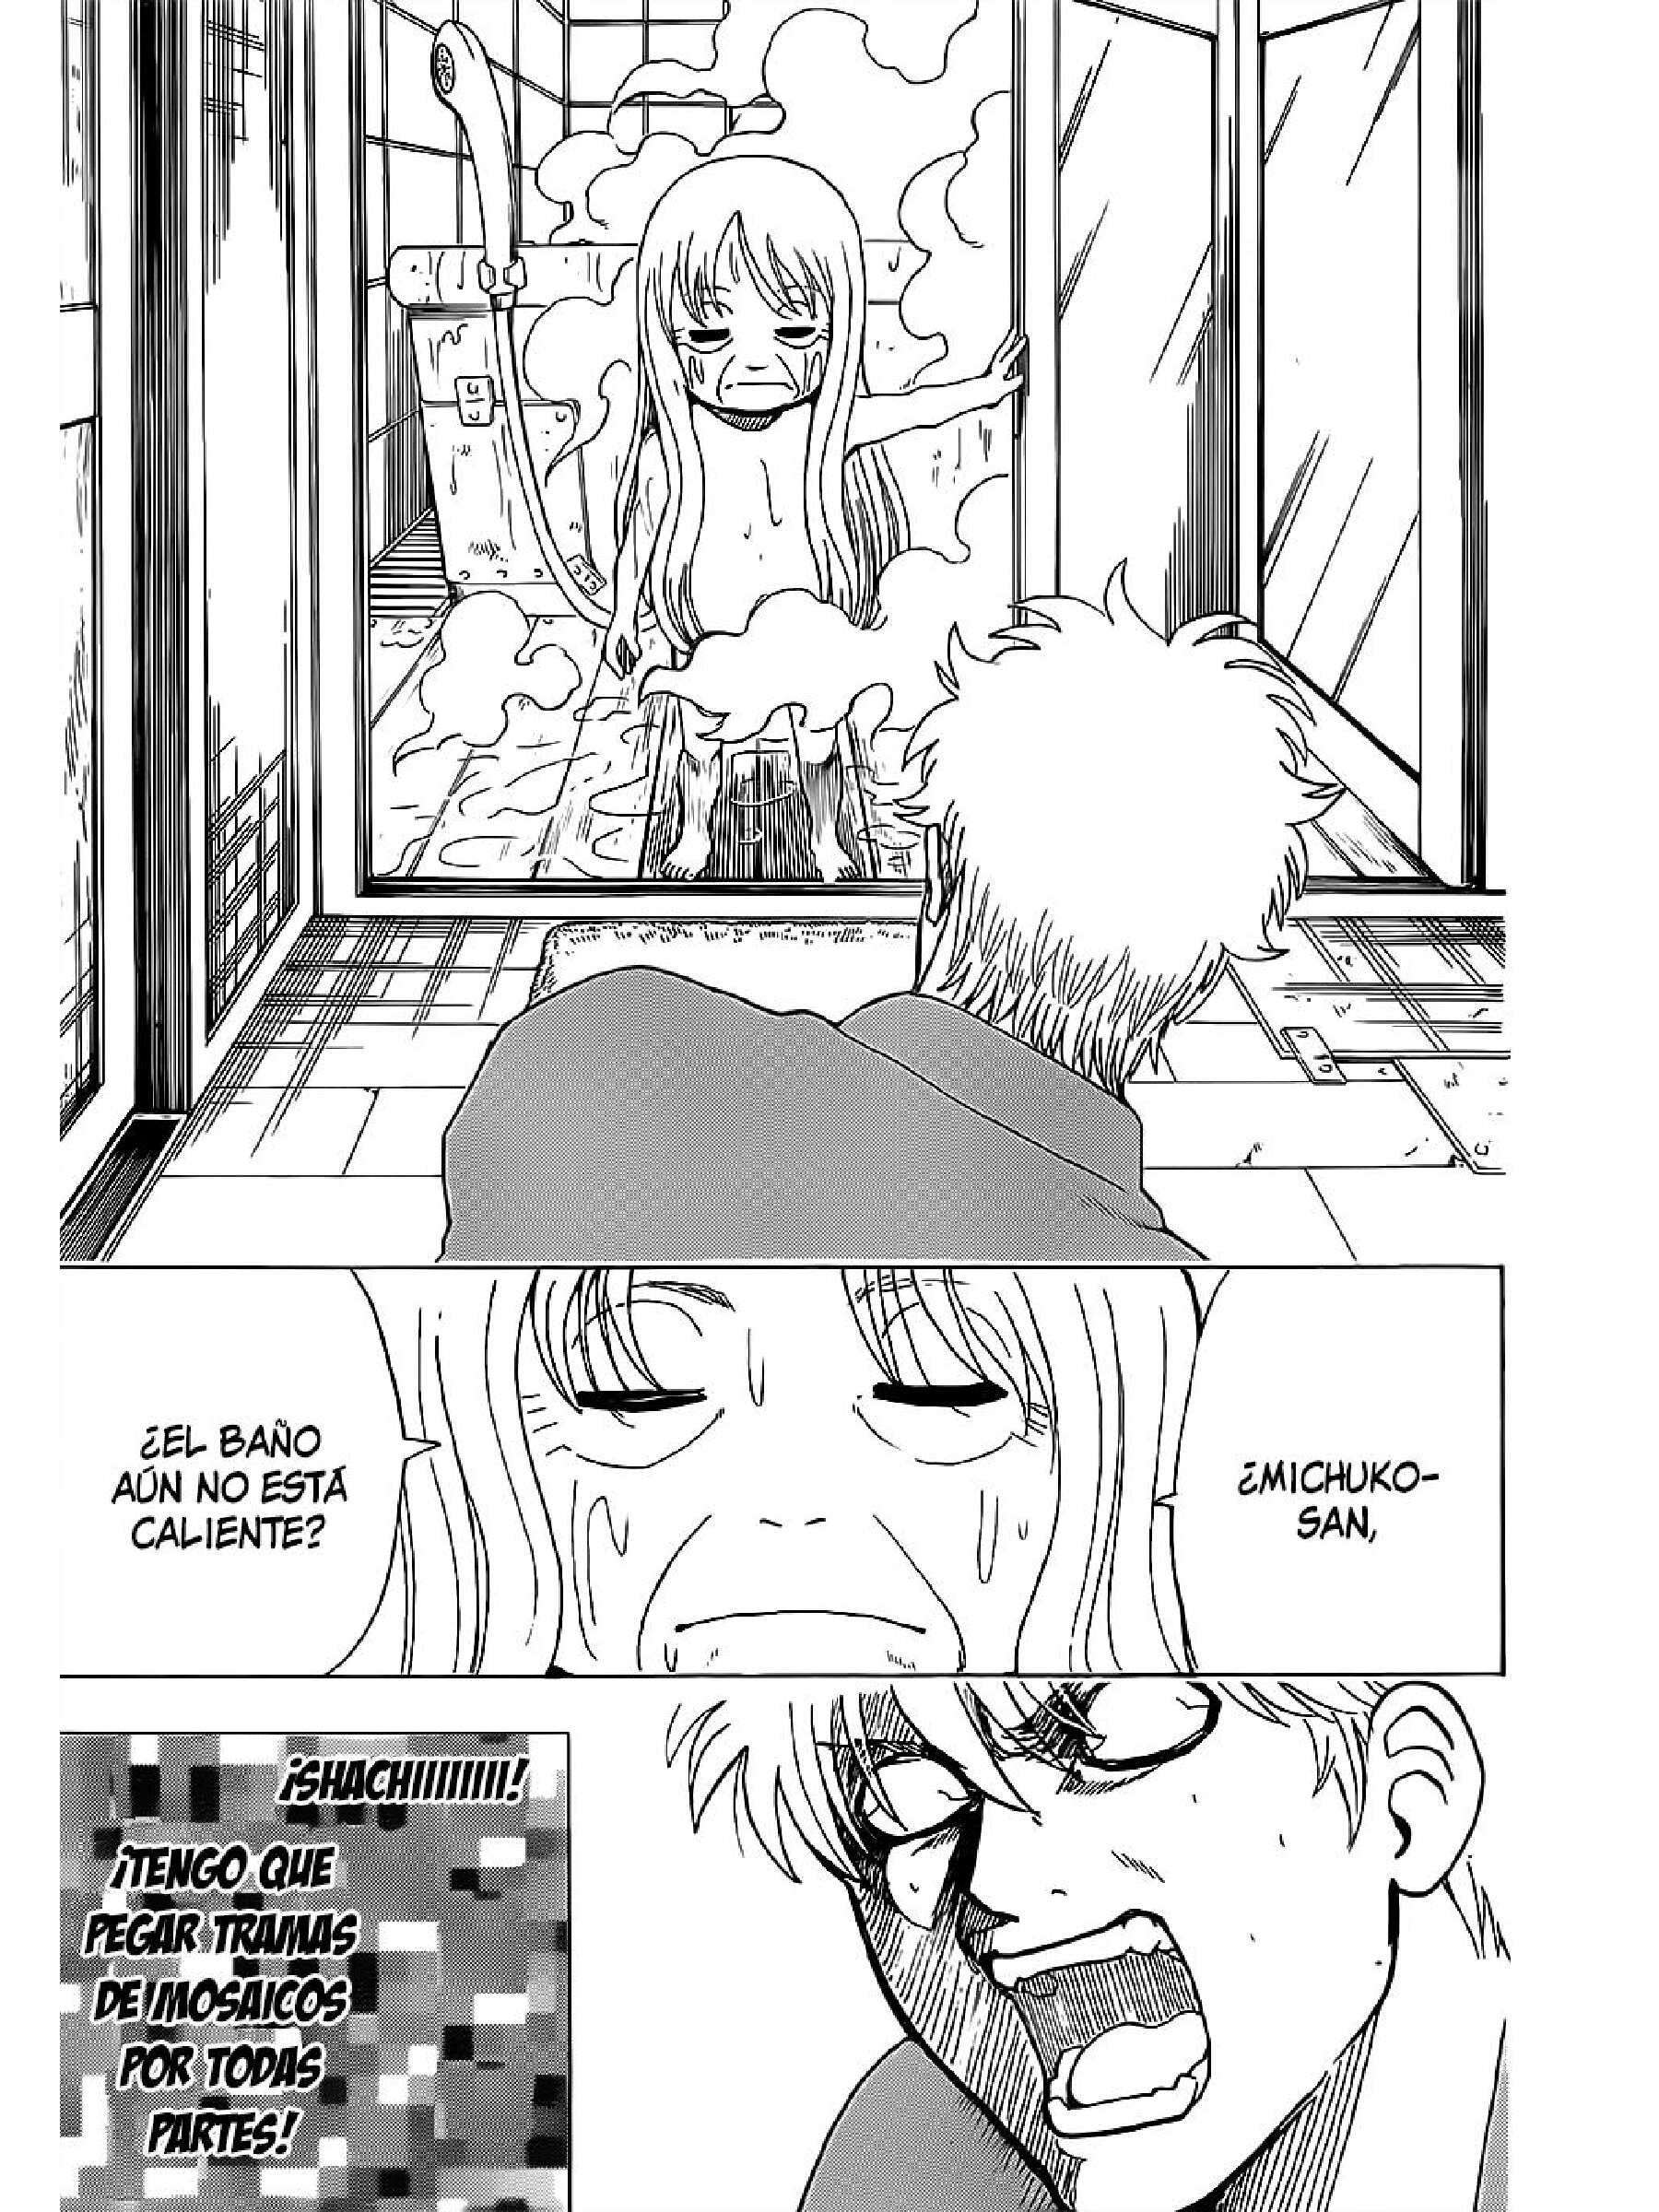 ¿MICHUKO-
SAN,
¿EL BAÑO
AÚN NO ESTÁ
CALIENTE?
¡SHACHIIIIIIII!
¡TENGO QUE
PEGAR TRAMAS
DE MOSAICOS
POR TODAS
PARTES!